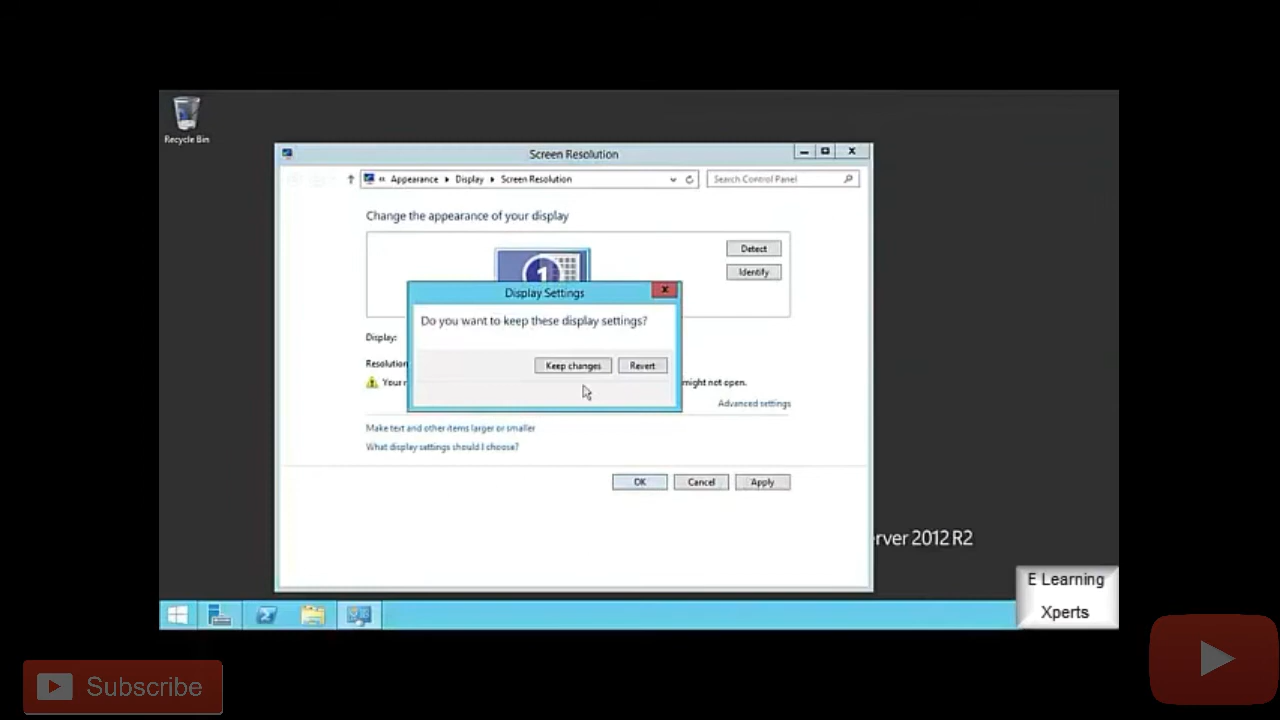 Recycle Bin
Screen Resolution
« Appearance Display Screen Resolution
Search Control Panel
Change the appearance of your display
1
Detect
Identify
Display Settings
Do you want to keep these display settings?
Keep changes Revert
Display:
Resolution
Your might not open.
Advanced settings
Make text and other items larger or smaller
What display settings should I choose?
OK Cancel Apply
erver 2012 R2
E Learning
Xperts
Subscribe